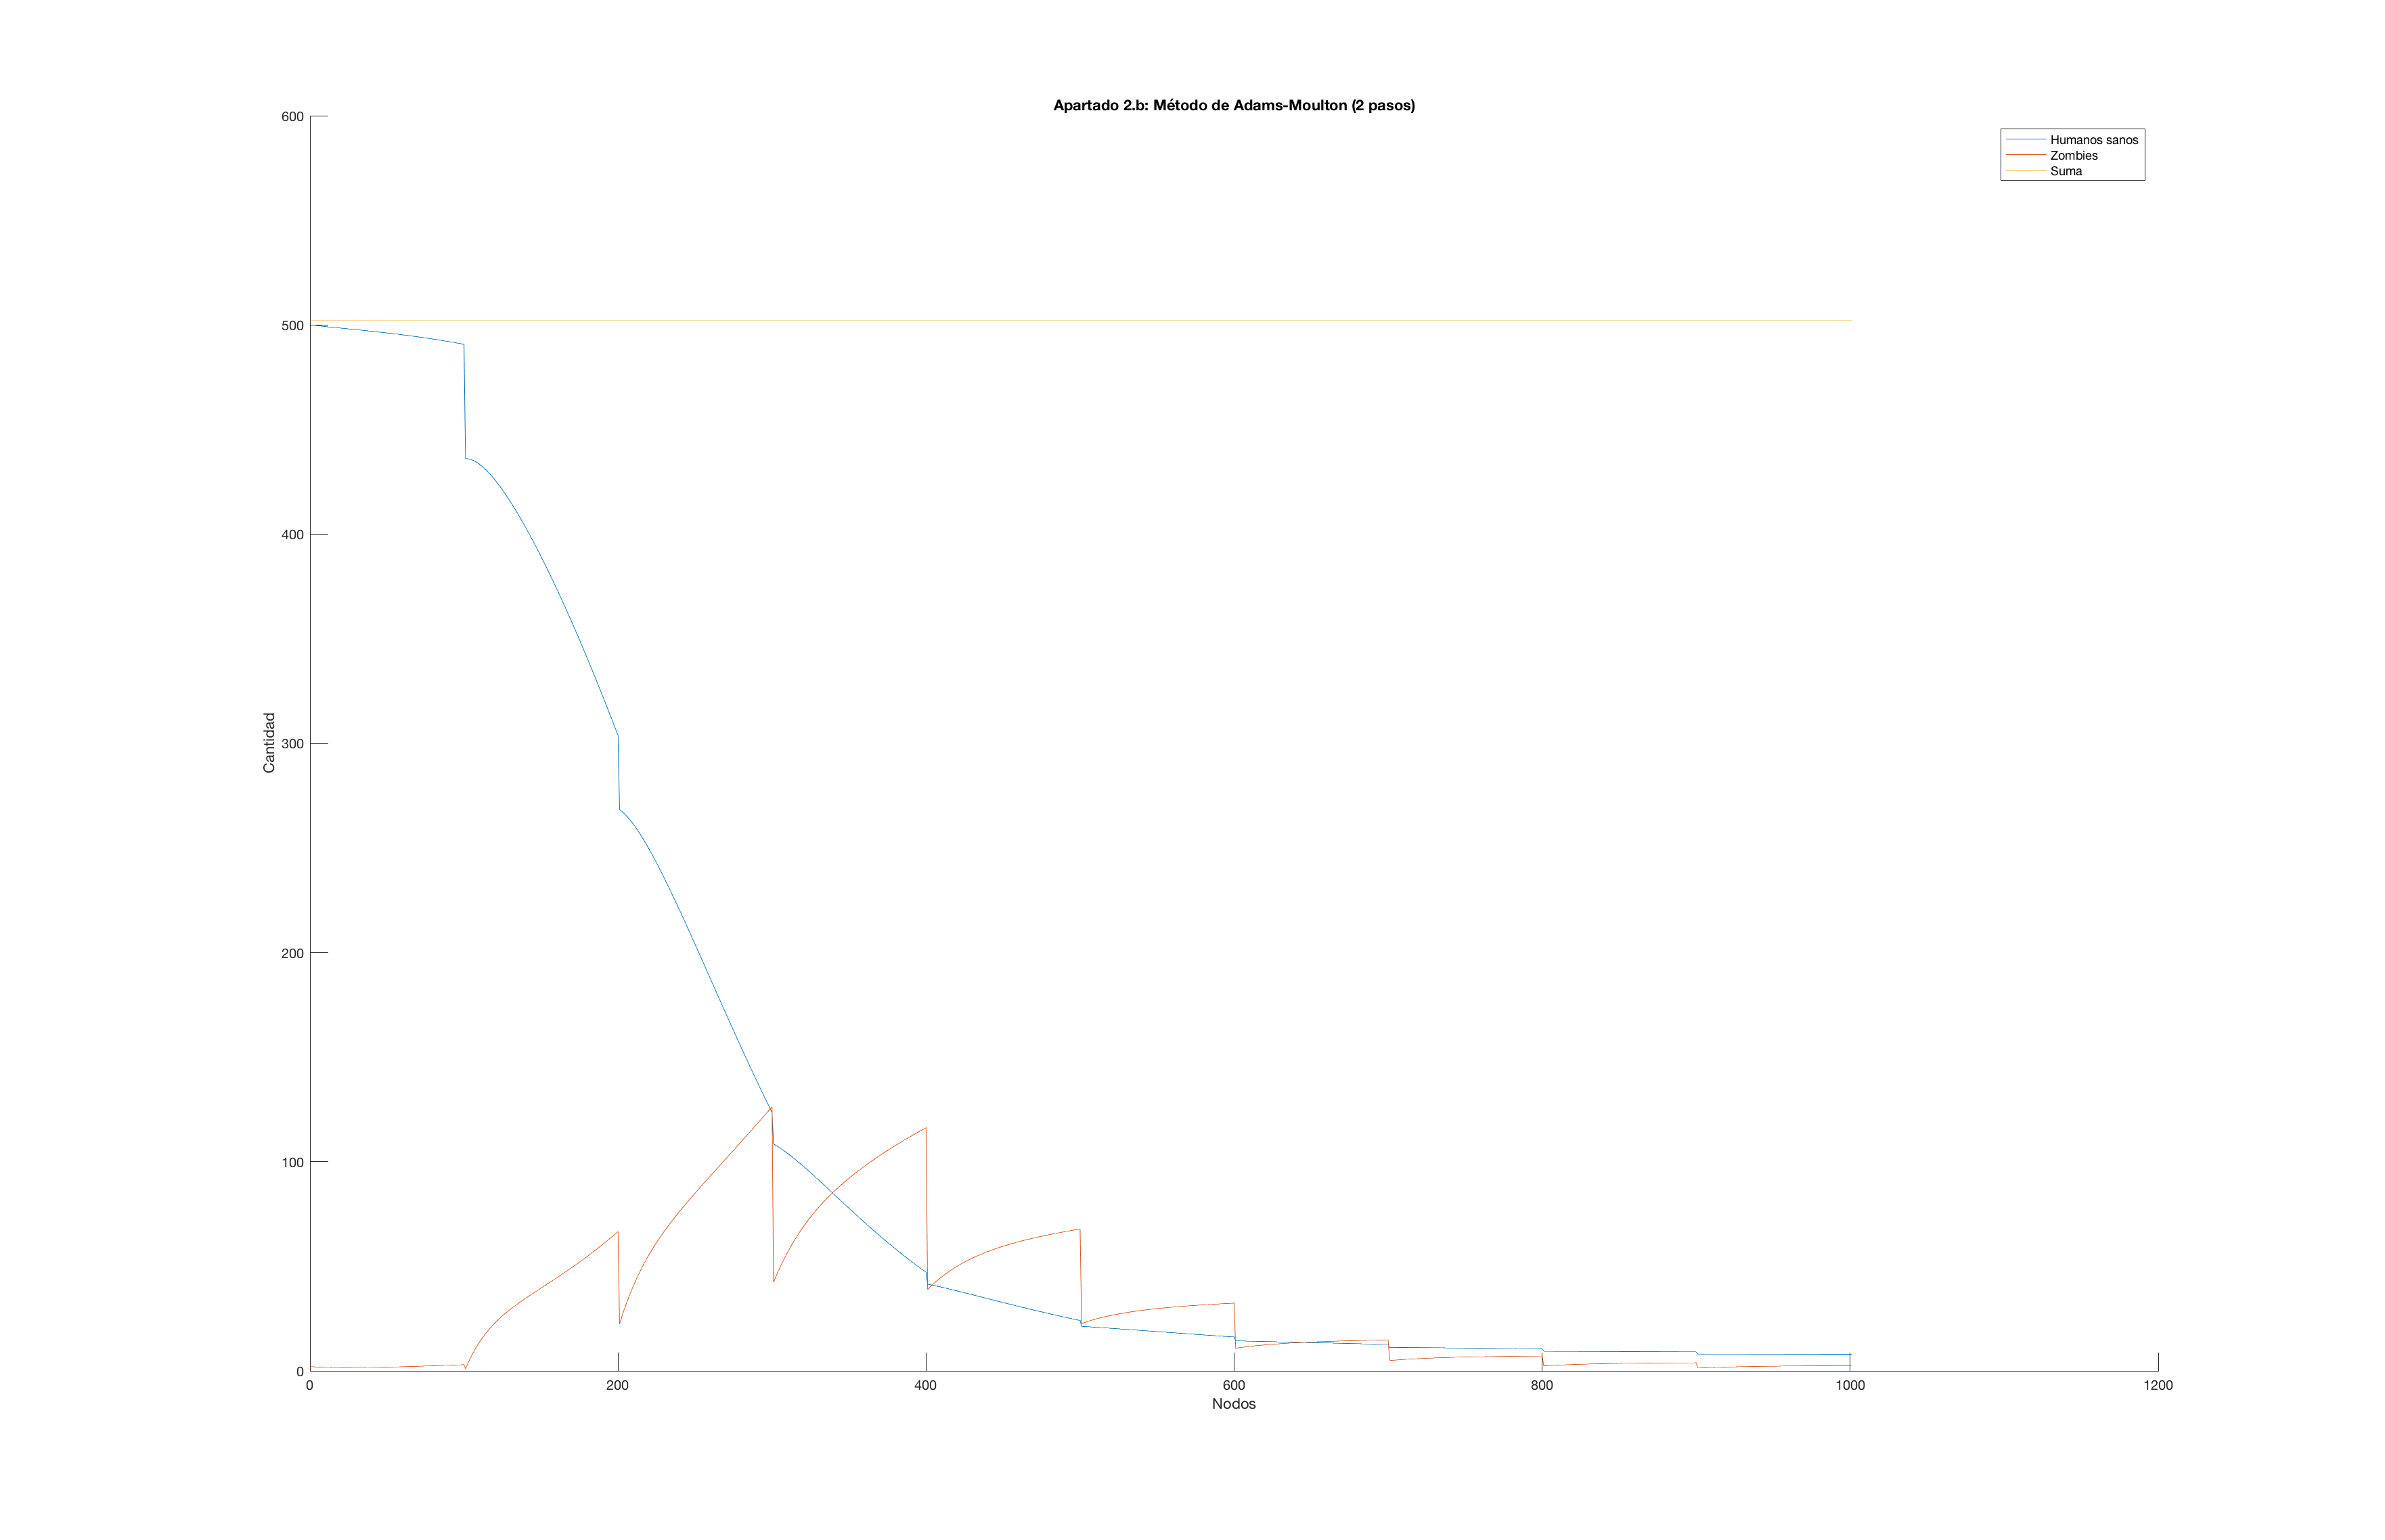 Apartado 2.b: Método de Adams-Moulton (2 pasos)
Humanos sanos
Zombies
Suma
600
500
400
300
200
100
0
Cantidad
0 200 400 600 800 1000 1200
Nodos